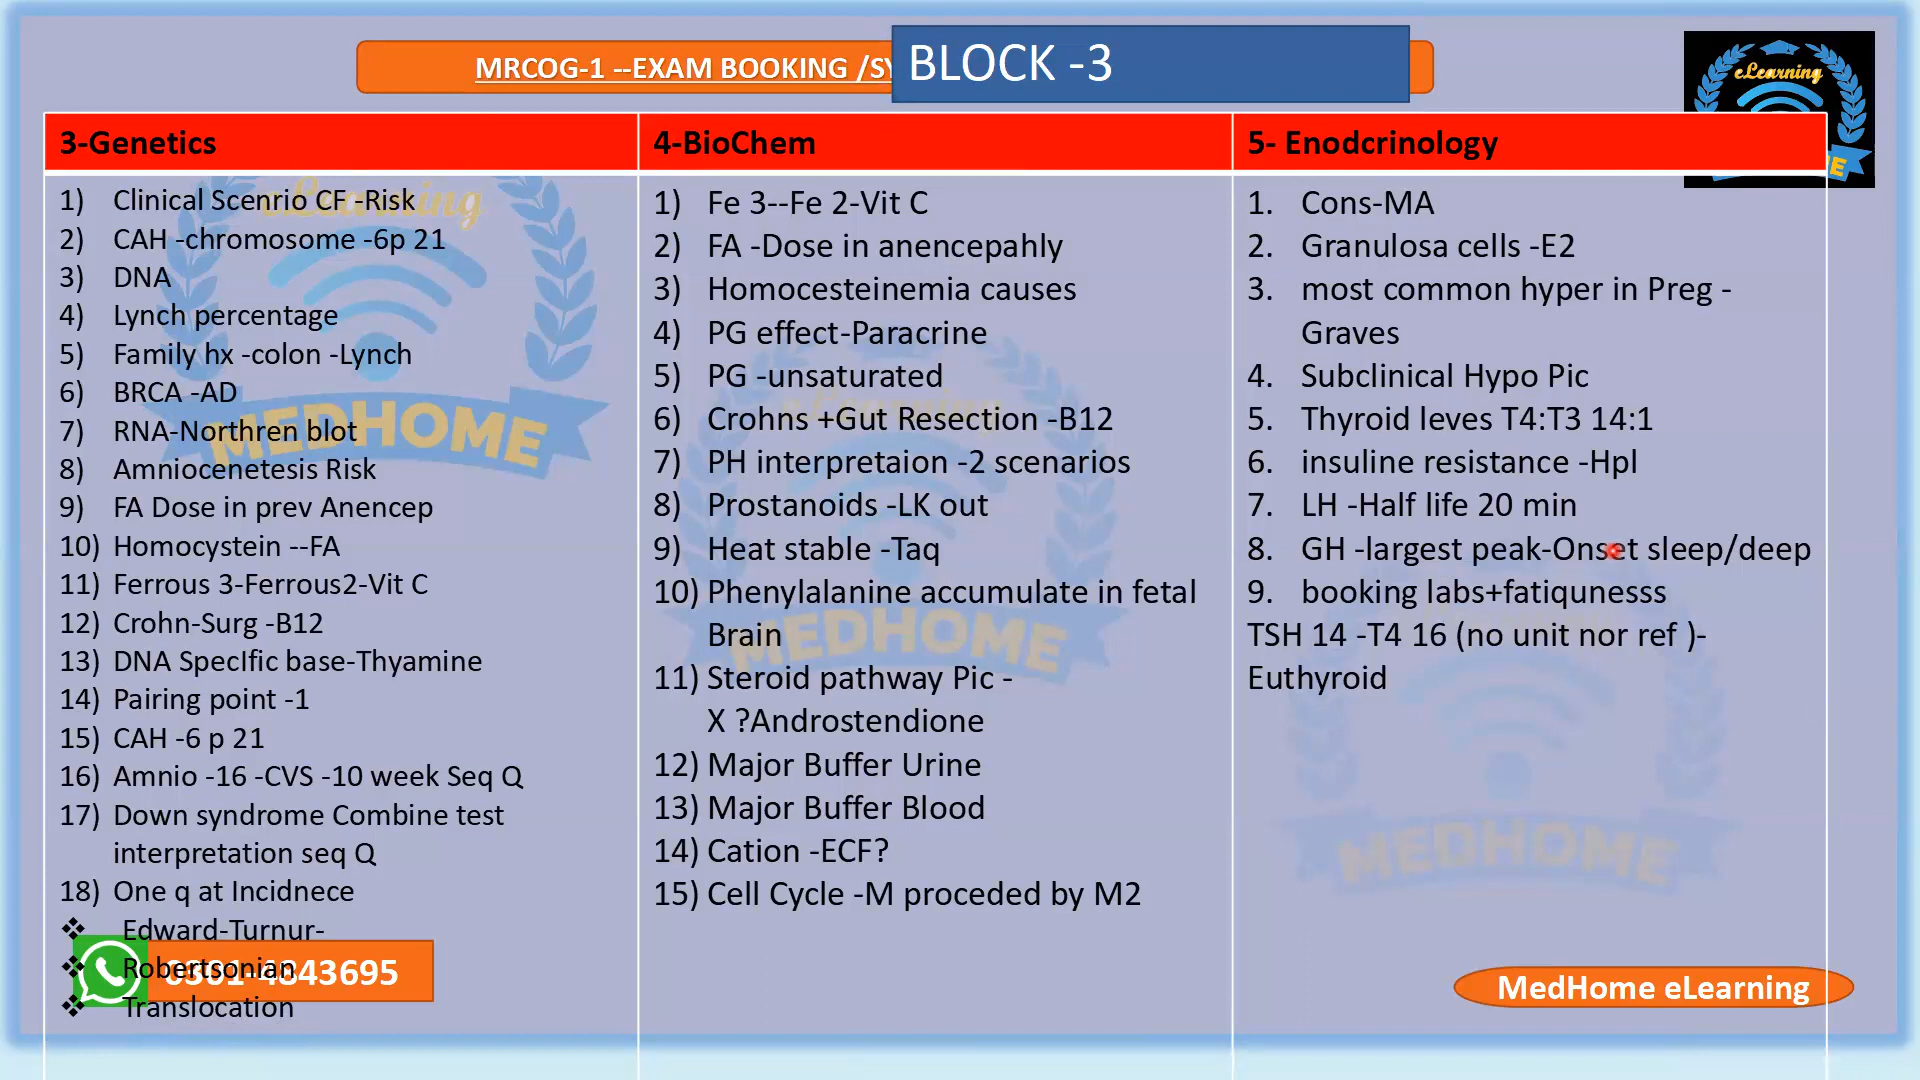 MRCOG-1 --EXAM BOOKING /SY
BLOCK -3
eLearning
E
3-Genetics
1) Clinical Scenrio CF -Risk
2) CAH -chromosome -6p 21
3) DNA
4) Lynch percentage
5) Family hx -colon -Lynch
6) BRCA -AD
7) RNA-Northren blot
8) Amniocenetesis Risk
9) FA Dose in prev Anencep
10) Homocystein --FA
11) Ferrous 3-Ferrous2-Vit C
12) Crohn-Surg -B12
13) DNA SpecIfic base-Thyamine
14) Pairing point -1
15) CAH -6 p 21
16) Amnio -16 -CVS -10 week Seq Q
17) Down syndrome Combine test
interpretation seq Q
18) One q at Incidnece
❖ Edward-Turnur-
❖ Robertsonian
❖ Translocation
4-BioChem
1) Fe 3--Fe 2-Vit C
2) FA -Dose in anencepahly
3) Homocesteinemia causes
4) PG effect-Paracrine
5) PG -unsaturated
6) Crohns +Gut Resection -B12
7) PH interpretaion -2 scenarios
8) Prostanoids -LK out
9) Heat stable -Taq
10) Phenylalanine accumulate in fetal
Brain
11) Steroid pathway Pic -
X ?Androstendione
12) Major Buffer Urine
13) Major Buffer Blood
14) Cation -ECF?
15) Cell Cycle -M proceded by M2
5- Enodcrinology
1. Cons-MA
2. Granulosa cells -E2
3. most common hyper in Preg -
Graves
4. Subclinical Hypo Pic
5. Thyroid leves T4:T3 14:1
6. insuline resistance -Hpl
7. LH -Half life 20 min
8. GH -largest peak-Onset sleep/deep
9. booking labs+fatiqunesss
TSH 14 -T4 16 (no unit nor ref )-
Euthyroid
eLearning
MEDHOME
eLearning
MEDHOME
MEDHOME
0301-4843695
MedHome eLearning